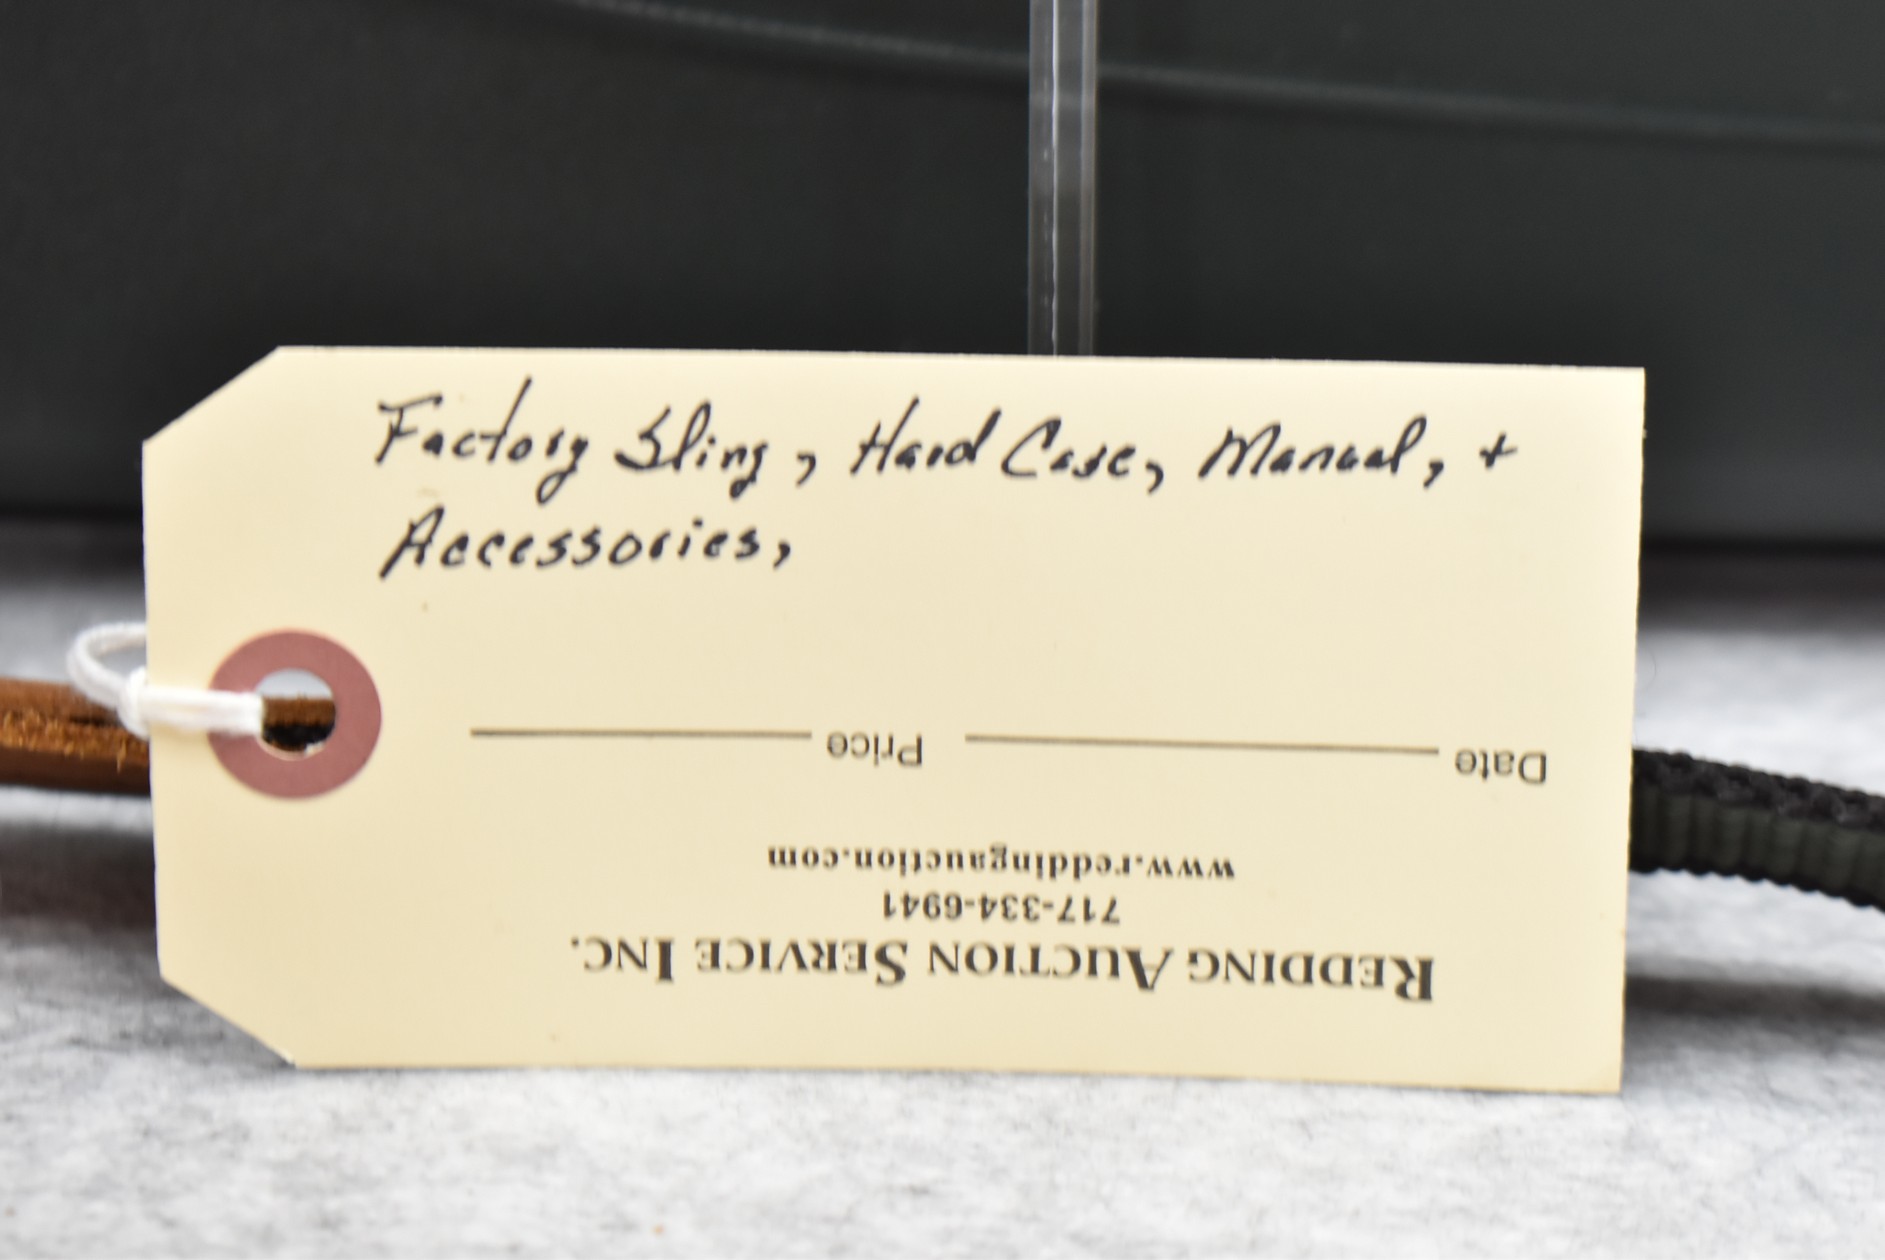 Factory Sling, Hard Case, Manual, +
Accessories,
REDDING AUCTION SERVICE INC.
717-334-6941
www.reddingauction.com
Date Price